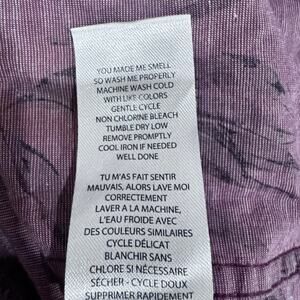 YOU MADE ME SMELL
SO WASH ME PROPERLY
MACHINE WASH COLD
WITH LIKE COLORS
GENTLE CYCLE
NON CHLORINE BLEACH
TUMBLE DRY LOW
REMOVE PROMPTLY
COOL IRON IF NEEDED
WELL DONE
TU M'AS FAIT SENTIR
MAUVAIS, ALORS LAVE MOI
CORRECTEMENT
LAVER A LA MACHINE,
L'EAU FROIDE AVEC
DES COULEURS SIMILAIRES
CYCLE DÉLICAT
BLANCHIR SANS
CHLORE SI NÉCESSAIRE
SÉCHER - CYCLE DOUX
SUPPRIMER RAPIDEMENT